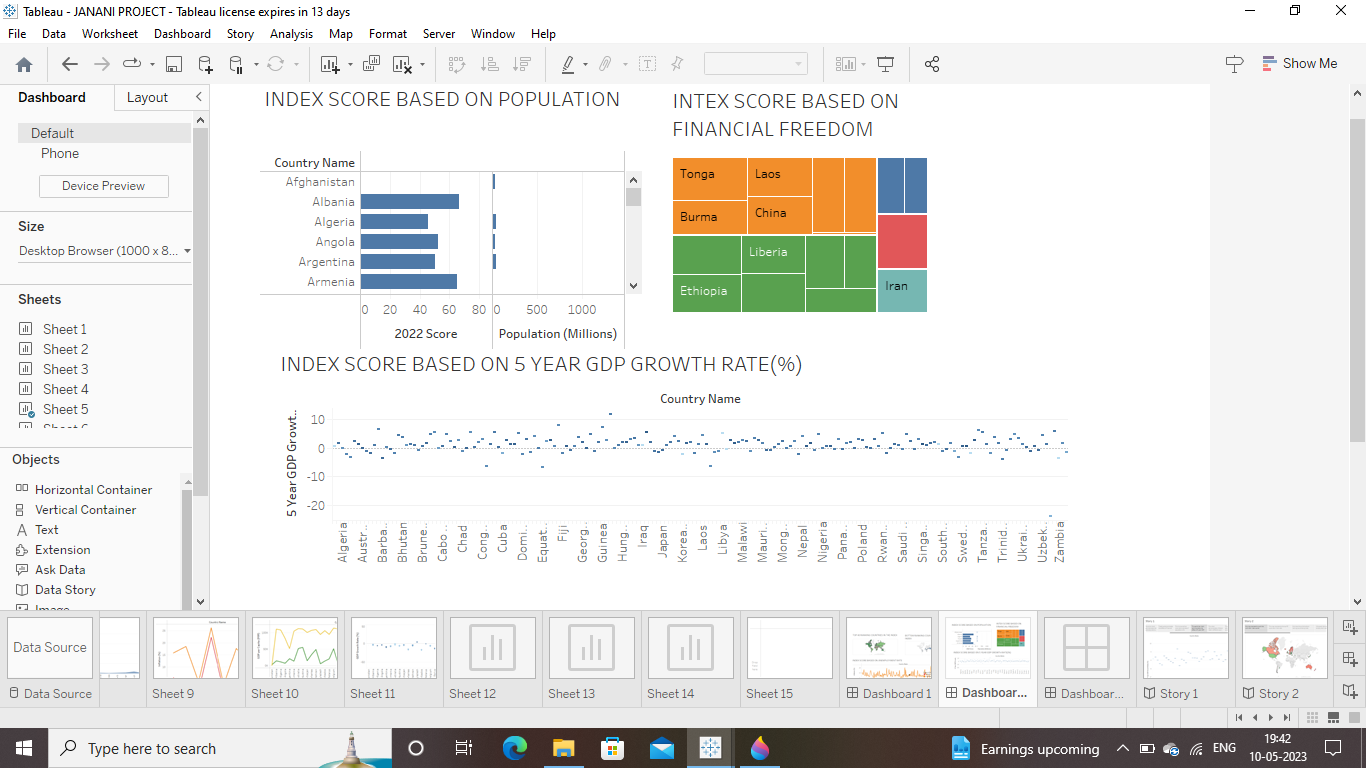 Tableau - JANANI PROJECT - Tableau license expires in 13 days
File Data Worksheet Dashboard Story Analysis Map Format Server Window Help
Show Me
Dashboard Layout
Default
Phone
Device Preview
Size
Desktop Browser (1000 x 8...
Sheets
Sheet 1
Sheet 2
Sheet 3
Sheet 4
Sheet 5
Objects
Horizontal Container
Vertical Container
Text
Extension
Ask Data
Data Story
Image
INDEX SCORE BASED ON POPULATION
Country Name
Afghanistan
Albania
Algeria
Angola
Argentina
Armenia
0 20 40 60 80 0 500 1000
2022 Score Population (Millions)
INTEX SCORE BASED ON
FINANCIAL FREEDOM
Tonga Laos
Burma China
Liberia
Ethiopia Iran
INDEX SCORE BASED ON 5 YEAR GDP GROWTH RATE(%)
Country Name
5 Year GDP Growt..
10
0
-10
-20
Algeria Austr.. Barba.. Bhutan Brune.. Cabo.. Chad Cong.. Cuba Domi.. Equat.. Fiji Georg.. Guinea Hung.. Iraq Japan Korea.. Laos Libya Malawi Mauri.. Mong.. Nepal Nigeria Pana.. Poland Rwan.. Saudi.. Singa.. South.. Swed.. Tanza.. Trinid.. Ukrai.. Uzbek.. Zambia
Data Source
Data Source Sheet 9 Sheet 10 Sheet 11 Sheet 12 Sheet 13 Sheet 14 Sheet 15 Dashboard 1 Dashboar... Dashboar... Story 1 Story 2
Type here to search
Earnings upcoming
ENG
19:42
10-05-2023